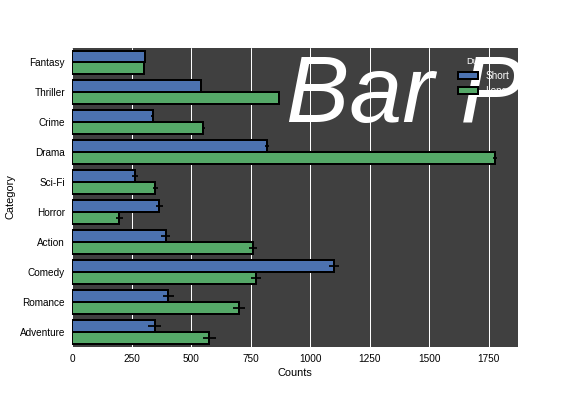 Bar P
Short
Fantasy
Thriller
Crime
Drama
Sci-Fi
Horror
Action
Comedy
Romance
Adventure
Category
0 250 500 750 1000 1250 1500 1750
Counts